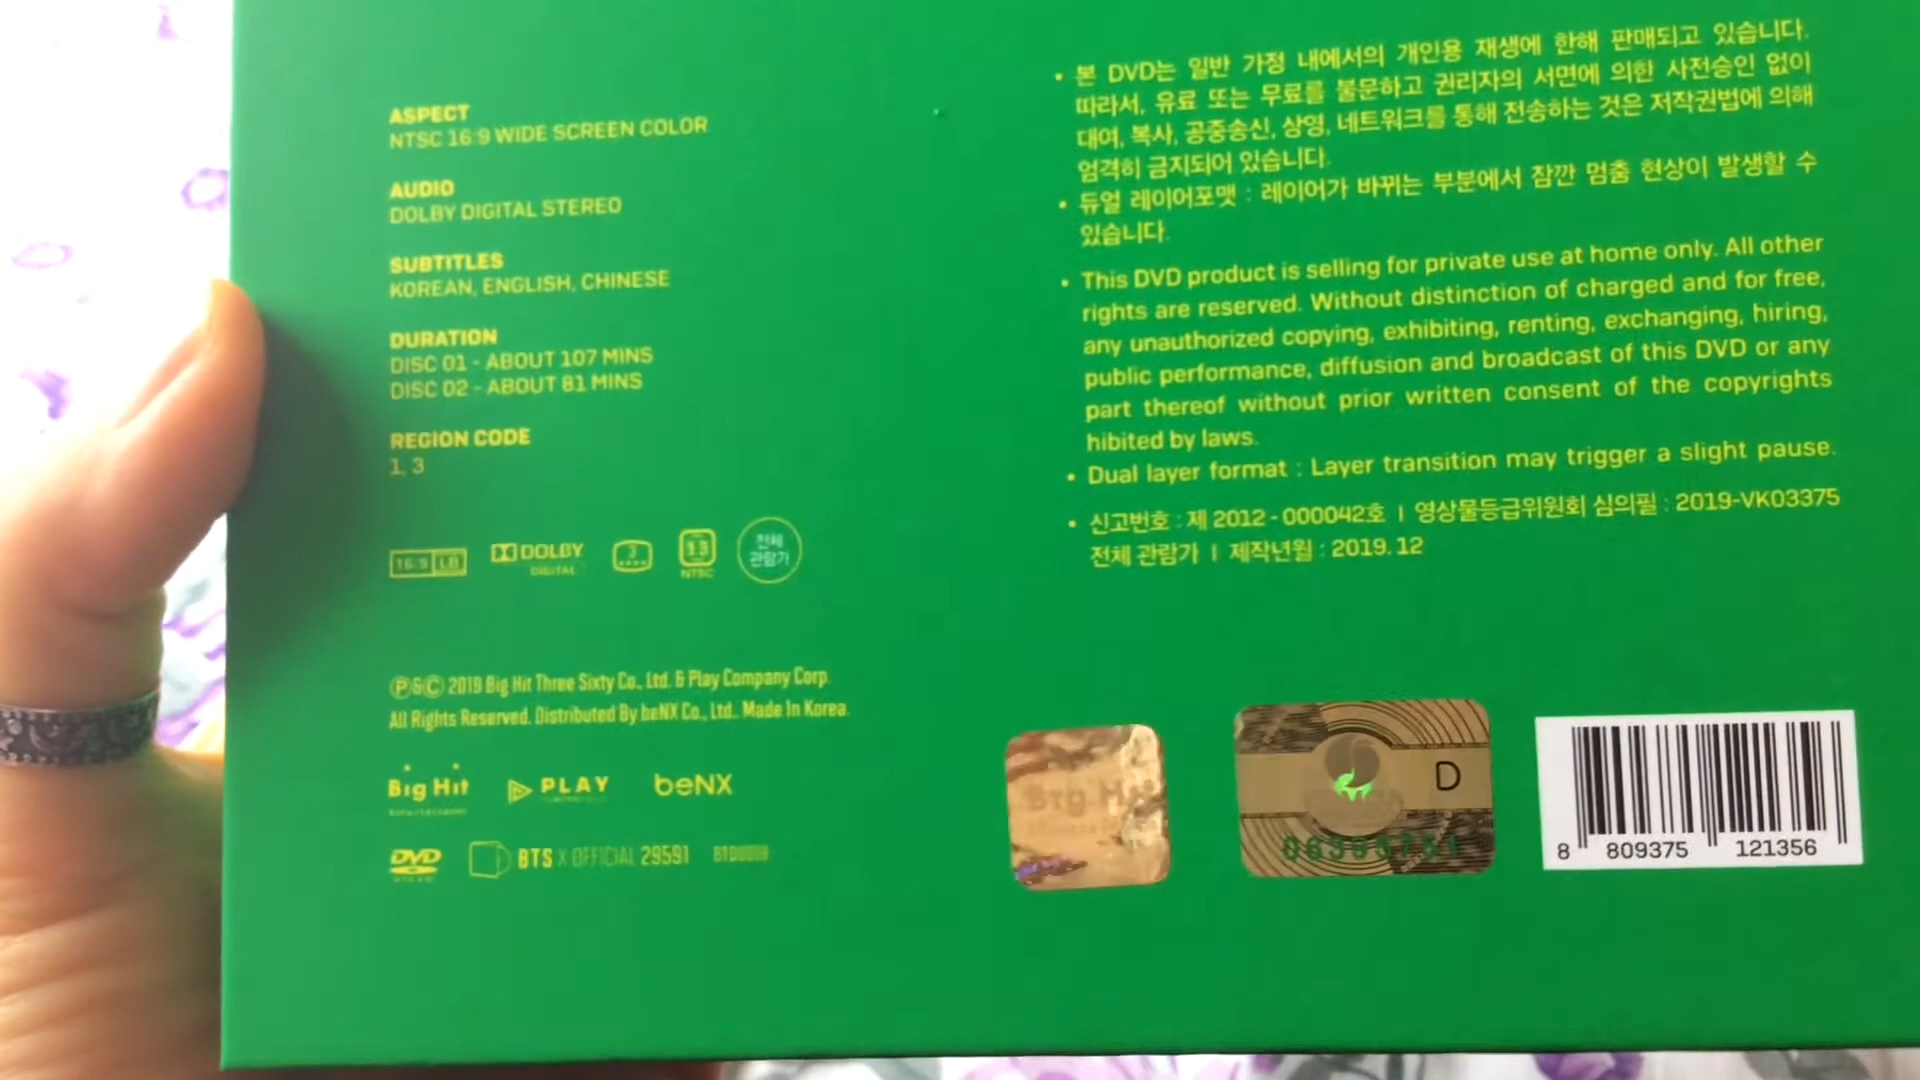 ASPECT
NTSC 16:9 WIDE SCREEN COLOR
AUDIO
DOLBY DIGITAL STEREO
SUBTITLES
KOREAN, ENGLISH, CHINESE
DURATION
DISC 01 - ABOUT 107 MINS
DISC 02 - ABOUT 81 MINS
REGION CODE
1, 3
16:9 LB
DOLBY
DIGITAL
3
1 3
NTSC
전체
관람가
Ⓟ&Ⓒ 2019 Big Hit Three Sixty Co., Ltd. & Play Company Corp.
All Rights Reserved. Distributed By beNX Co., Ltd. Made In Korea.
Big Hit
Entertainment
PLAY
beNX
DVD
BTS X OFFICIAL 29591
• 본 DVD는 일반 가정 내에서의 개인용 재생에 한해 판매되고 있습니다.
따라서, 유료 또는 무료를 불문하고 권리자의 서면에 의한 사전승인 없이
대여, 복사, 공중송신, 상영, 네트워크를 통해 전송하는 것은 저작권법에 의해
엄격히 금지되어 있습니다.
• 듀얼 레이어포맷 : 레이어가 바뀌는 부분에서 잠깐 멈춤 현상이 발생할 수
있습니다.
• This DVD product is selling for private use at home only. All other
rights are reserved. Without distinction of charged and for free,
any unauthorized copying, exhibiting, renting, exchanging, hiring,
public performance, diffusion and broadcast of this DVD or any
part thereof without prior written consent of the copyrights
hibited by laws.
• Dual layer format : Layer transition may trigger a slight pause.
• 신고번호 : 제 2012-000042호 I 영상물등급위원회 심의필 : 2019-VK03375
전체 관람가 I 제작년월 : 2019. 12
Big Hit
D
8 809375 121356